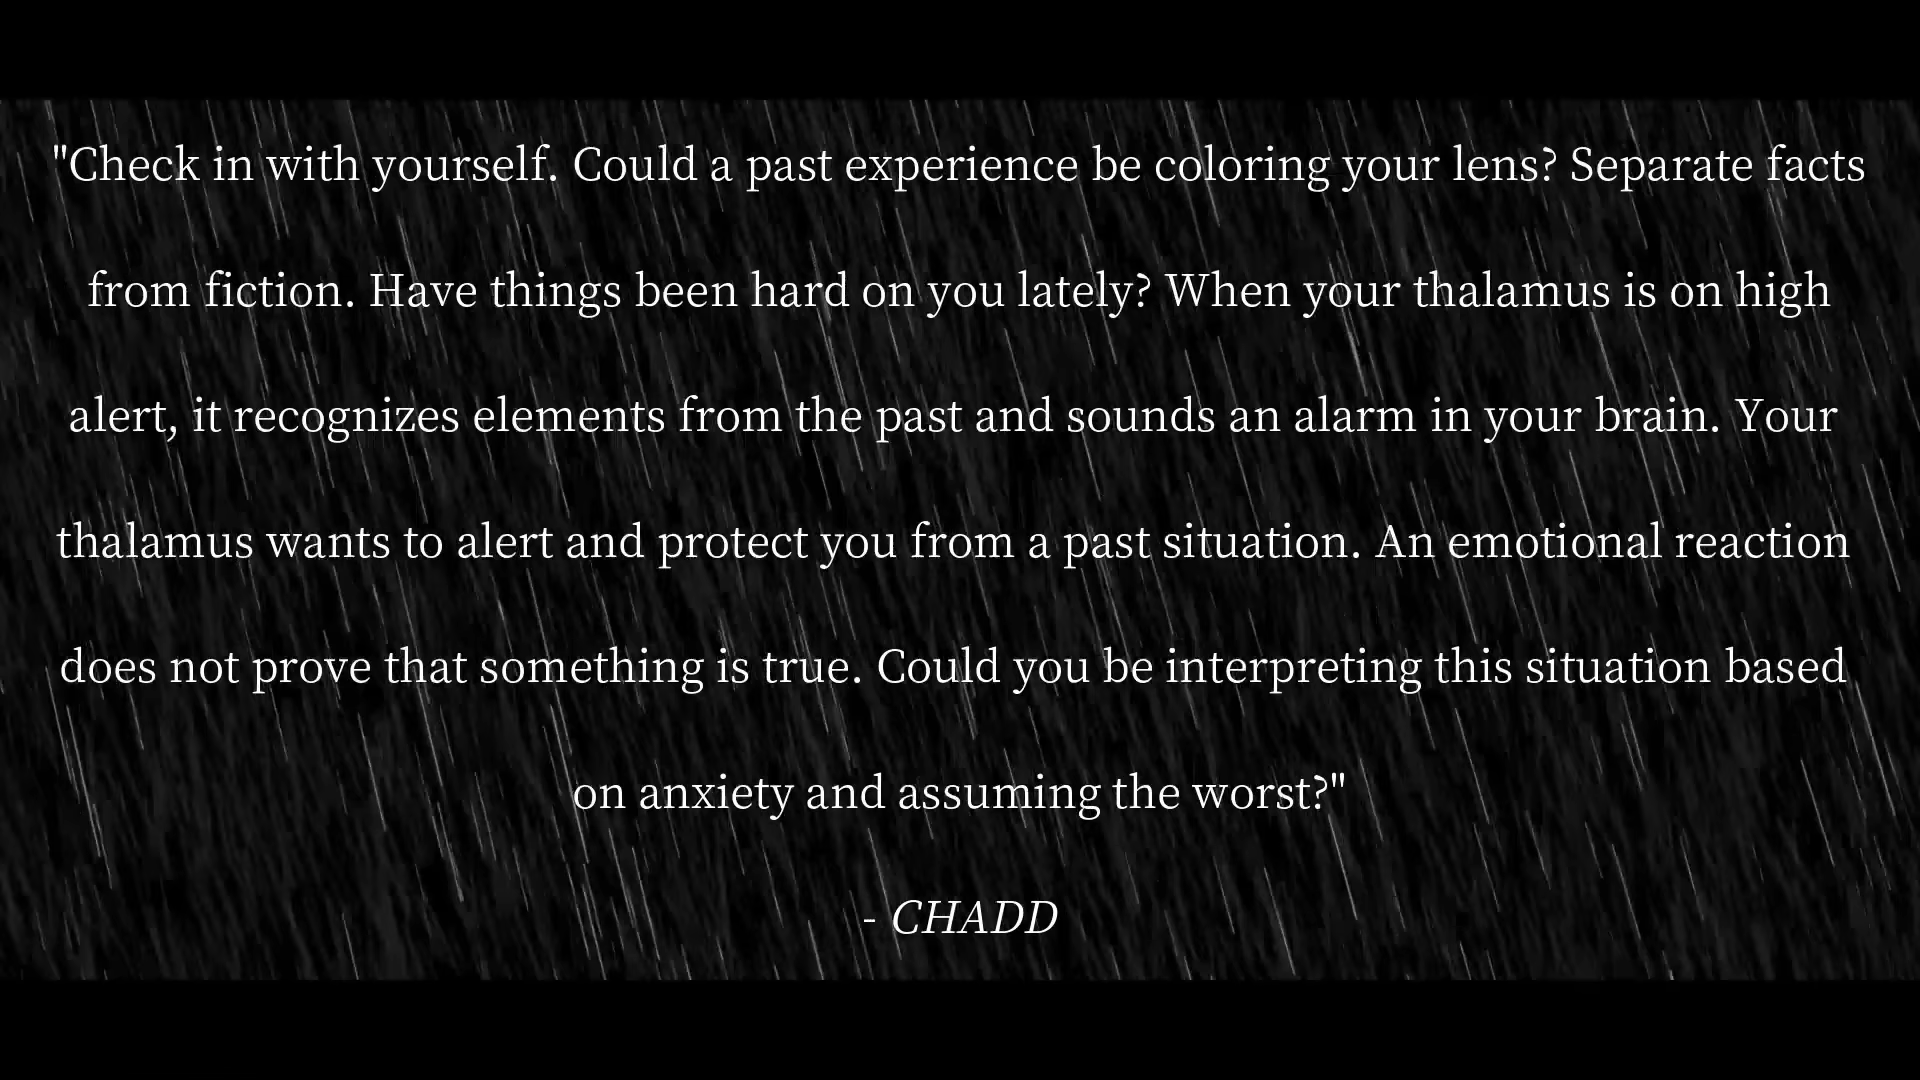 "Check in with yourself. Could a past experience be coloring your lens? Separate facts
from fiction. Have things been hard on you lately? When your thalamus is on high
alert, it recognizes elements from the past and sounds an alarm in your brain. Your
thalamus wants to alert and protect you from a past situation. An emotional reaction
does not prove that something is true. Could you be interpreting this situation based
on anxiety and assuming the worst?"
- CHADD